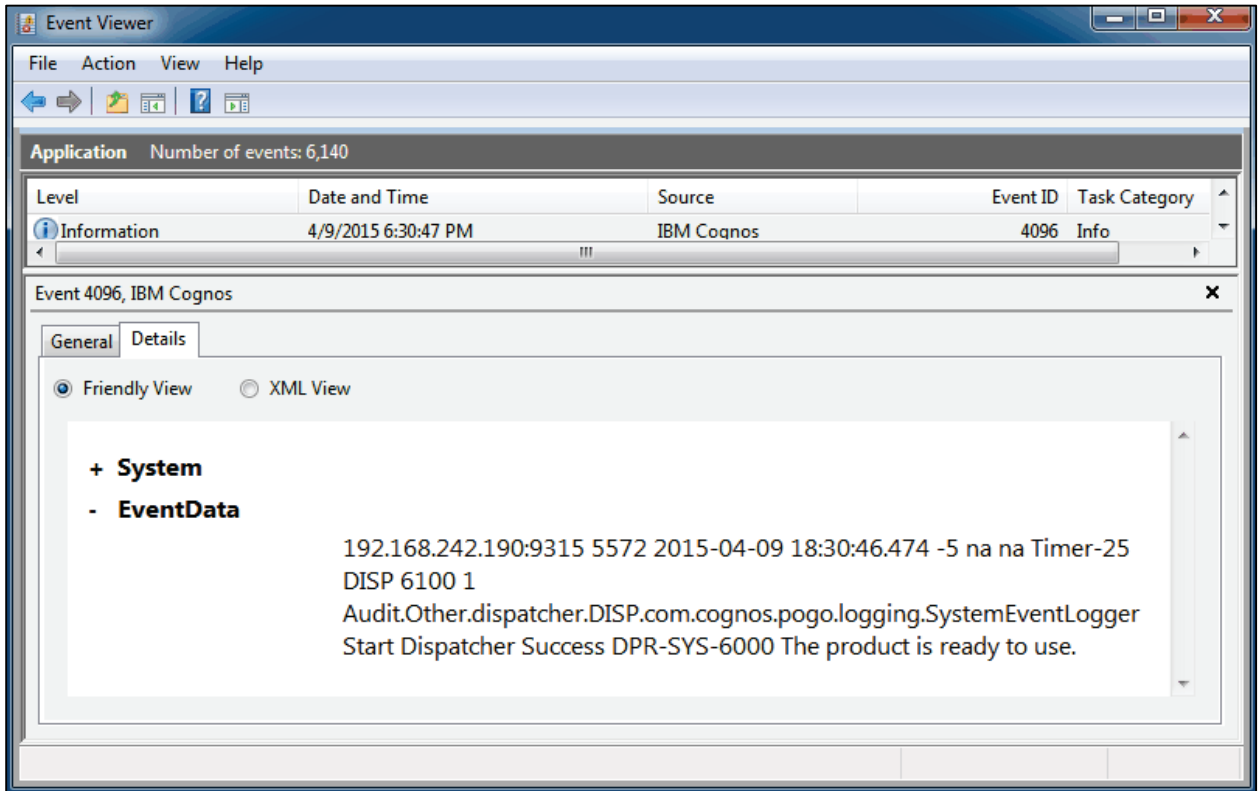 Event Viewer
File Action View Help
Application Number of events: 6,140
Level Date and Time Source Event ID Task Category
Information 4/9/2015 6:30:47 PM IBM Cognos 4096 Info
Event 4096, IBM Cognos
General Details
Friendly View XML View
+ System
- EventData
192.168.242.190:9315 5572 2015-04-09 18:30:46.474 -5 na na Timer-25
DISP 6100 1
Audit.Other.dispatcher.DISP.com.cognos.pogo.logging.SystemEventLogger
Start Dispatcher Success DPR-SYS-6000 The product is ready to use.